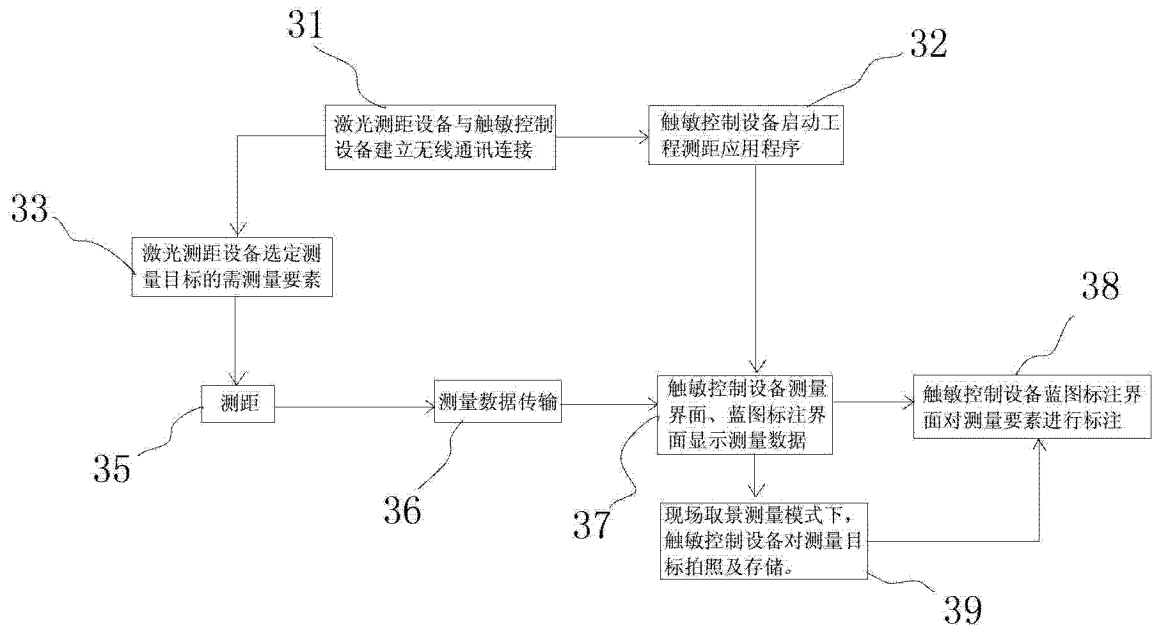 31
32
激光测距设备与触敏控制
设备建立无线通讯连接
触敏控制设备启动工
程测距应用程序
33
激光测距设备选定测
量目标的需测量要素
38
测距
测量数据传输
触敏控制设备测量
界面、蓝图标注界
面显示测量数据
触敏控制设备蓝图标注界
面对测量要素进行标注
35
36
37
现场取景测量模式下，
触敏控制设备对测量目
标拍照及存储。
39